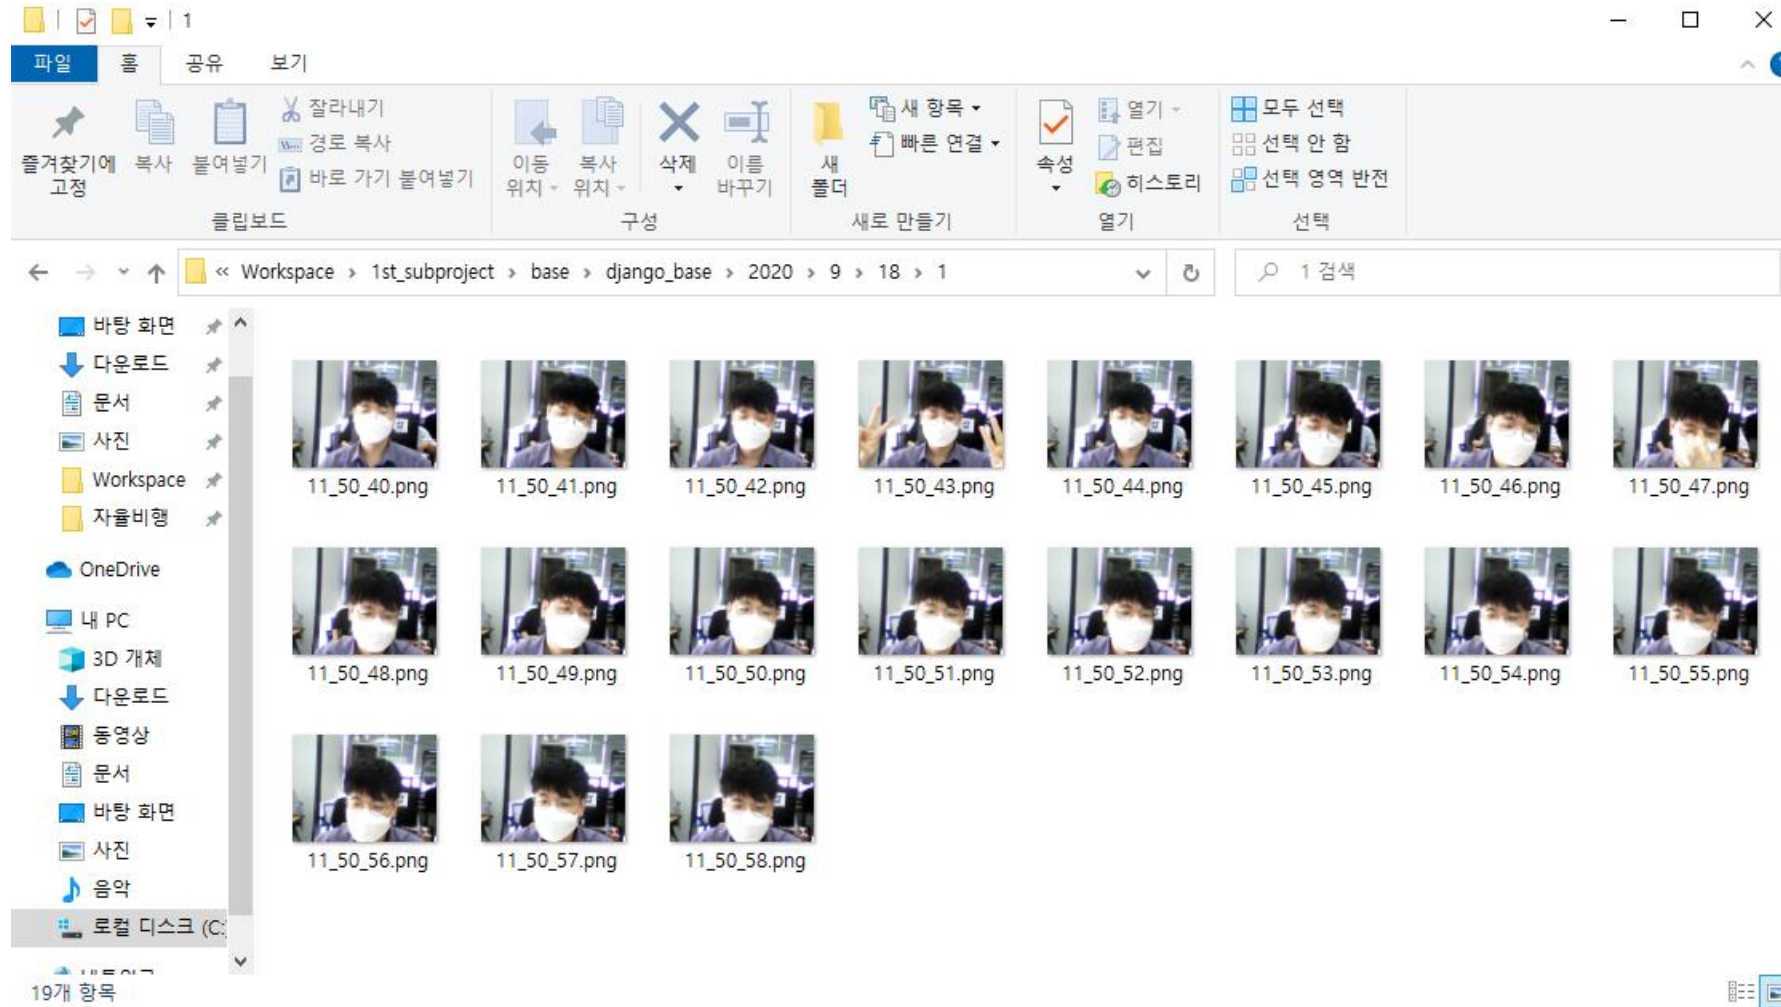 1
파일 홈 공유 보기
즐겨찾기에 고정
복사
붙여넣기
잘라내기
경로 복사
바로 가기 붙여넣기
클립보드
이동 위치
복사 위치
삭제
이름 바꾸기
구성
새 폴더
새 항목
빠른 연결
새로 만들기
속성
열기
편집
히스토리
열기
모두 선택
선택 안 함
선택 영역 반전
선택
« Workspace › 1st_subproject › base › django_base › 2020 › 9 › 18 › 1
1 검색
바탕 화면
다운로드
문서
사진
Workspace
자율비행
OneDrive
내 PC
3D 개체
다운로드
동영상
문서
바탕 화면
사진
음악
로컬 디스크 (C:
11_50_40.png 11_50_41.png 11_50_42.png 11_50_43.png 11_50_44.png 11_50_45.png 11_50_46.png 11_50_47.png
11_50_48.png 11_50_49.png 11_50_50.png 11_50_51.png 11_50_52.png 11_50_53.png 11_50_54.png 11_50_55.png
11_50_56.png 11_50_57.png 11_50_58.png
19개 항목